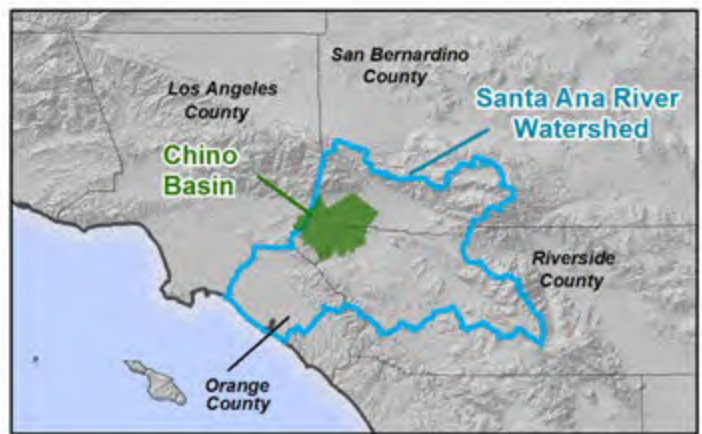 San Bernardino
County
Los Angeles
County
Santa Ana River
Watershed
Chino
Basin
Riverside
County
Orange
County